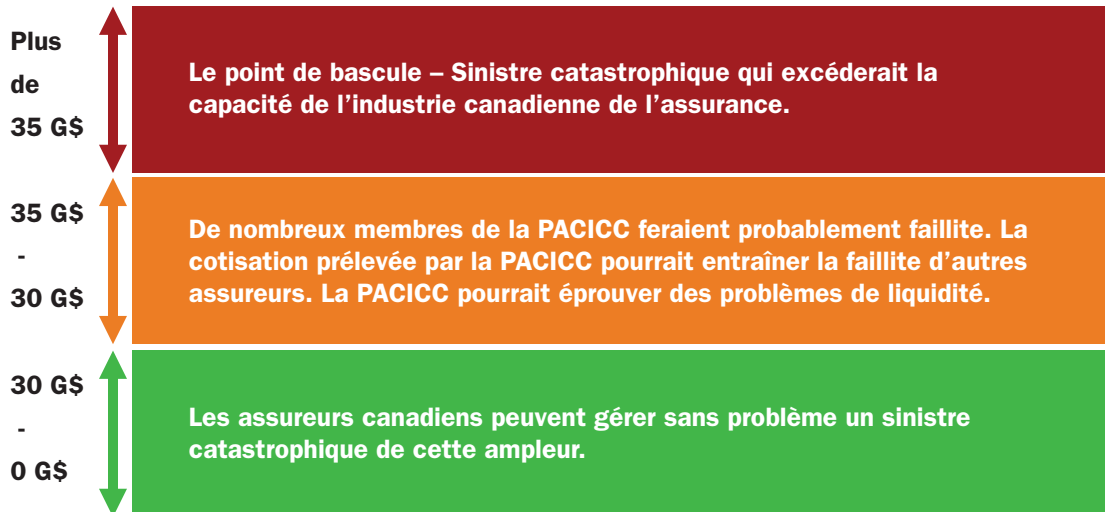 Plus
de
35 G$
Le point de bascule – Sinistre catastrophique qui excéderait la
capacité de l’industrie canadienne de l’assurance.
35 G$
-
30 G$
De nombreux membres de la PACICC feraient probablement faillite. La
cotisation prélevée par la PACICC pourrait entraîner la faillite d’autres
assureurs. La PACICC pourrait éprouver des problèmes de liquidité.
30 G$
-
0 G$
Les assureurs canadiens peuvent gérer sans problème un sinistre
catastrophique de cette ampleur.